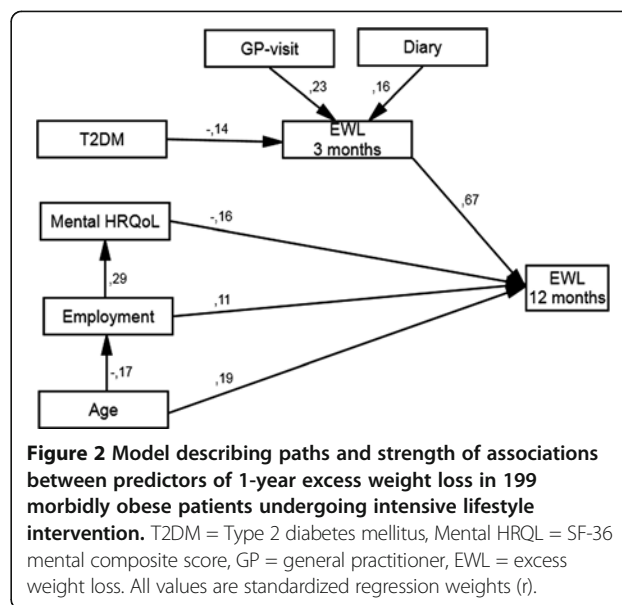 GP-visit
Diary
,23
,16
T2DM
-,14
EWL
3 months
,67
Mental HRQoL
-,16
EWL
12 months
,29
Employment
,11
-,17
,19
Age
Figure 2 Model describing paths and strength of associations
between predictors of 1-year excess weight loss in 199
morbidly obese patients undergoing intensive lifestyle
intervention. T2DM = Type 2 diabetes mellitus, Mental HRQL = SF-36
mental composite score, GP = general practitioner, EWL = excess
weight loss. All values are standardized regression weights (r).